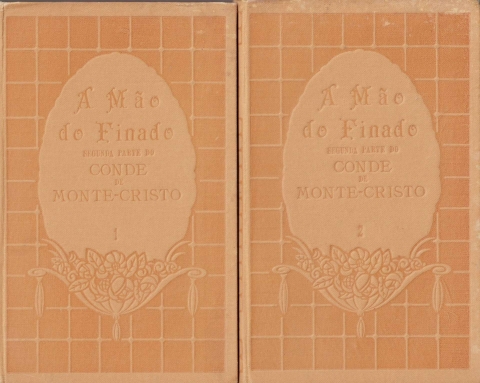 A Mão
do Finado
SEGUNDA PARTE DO
CONDE
DE
MONTE-CRISTO
1
A Mão
do Finado
SEGUNDA PARTE DO
CONDE
DE
MONTE-CRISTO
2